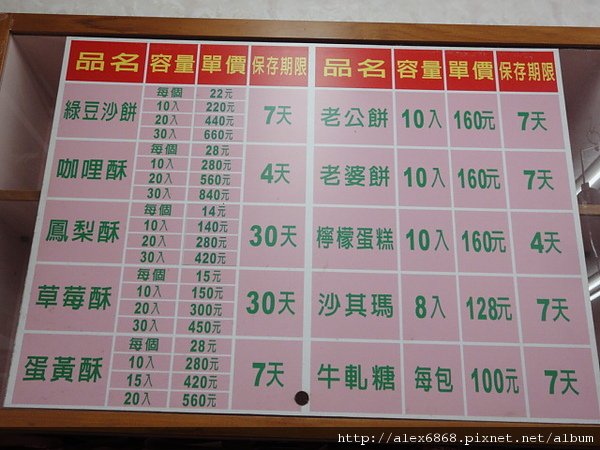 品名 容量 單價 保存期限
綠豆沙餅 每個 22元 7天
10入 220元
20入 440元
30入 660元
咖哩酥 每個 28元 4天
10入 280元
20入 560元
30入 840元
鳳梨酥 每個 14元 30天
10入 140元
20入 280元
30入 420元
草莓酥 每個 15元 30天
10入 150元
20入 300元
30入 450元
蛋黃酥 每個 28元 7天
10入 280元
15入 420元
20入 560元
品名 容量 單價 保存期限
老公餅 10入 160元 7天
老婆餅 10入 160元 7天
檸檬蛋糕 10入 160元 4天
沙其瑪 8入 128元 7天
牛軋糖 每包 100元 7天
http://alex6868.pixnet.net/album